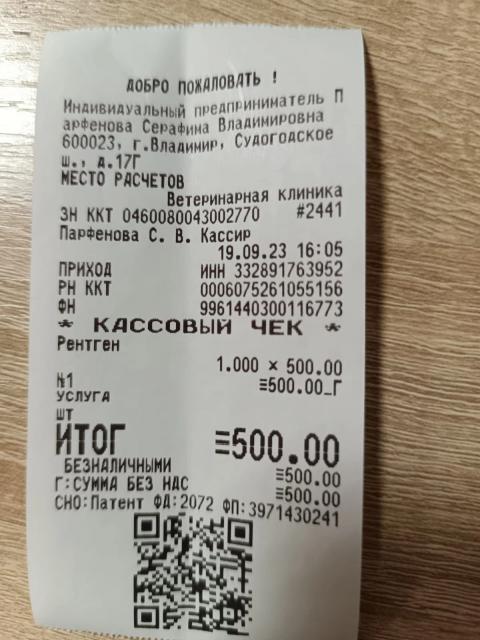 ДОБРО ПОЖАЛОВАТЬ !
Индивидуальный предприниматель П
арфенова Серафима Владимировна
600023, г.Владимир, Судогодское
ш., д.17Г
МЕСТО РАСЧЕТОВ
Ветеринарная клиника
ЗН ККТ 0460080043002770 #2441
Парфенова С. В. Кассир
19.09.23 16:05
ПРИХОД ИНН 332891763952
РН ККТ 0006075261055156
ФН 9961440300116773
* КАССОВЫЙ ЧЕК *
Рентген
1.000 × 500.00
№1 ≡500.00_Г
УСЛУГА
шт
ИТОГ ≡500.00
БЕЗНАЛИЧНЫМИ ≡500.00
Г:СУММА БЕЗ НДС ≡500.00
СНО:Патент ФД:2072 ФП:3971430241